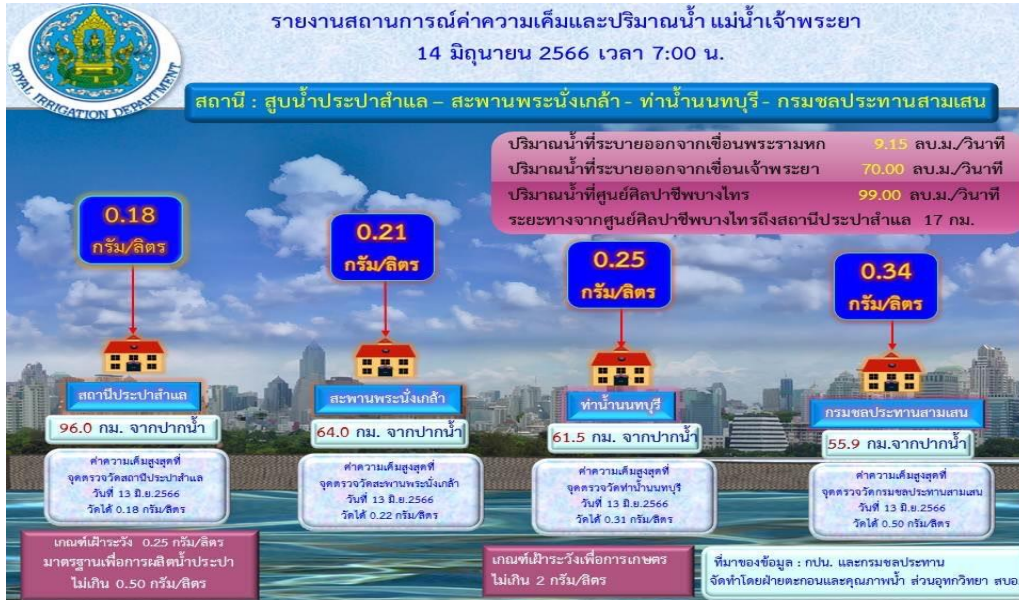 รายงานสถานการณ์ค่าความเค็มและปริมาณน้ำ แม่น้ำเจ้าพระยา
14 มิถุนายน 2566 เวลา 7:00 น.
ROYAL IRRIGATION DEPARTMENT
สถานี : สูบน้ำประปาสำแล – สะพานพระนั่งเกล้า - ท่าน้ำนนทบุรี - กรมชลประทานสามเสน
ปริมาณน้ำที่ระบายออกจากเขื่อนพระรามหก 9.15 ลบ.ม./วินาที
ปริมาณน้ำที่ระบายออกจากเขื่อนเจ้าพระยา 70.00 ลบ.ม./วินาที
ปริมาณน้ำที่ศูนย์ศิลปาชีพบางไทร 99.00 ลบ.ม./วินาที
ระยะทางจากศูนย์ศิลปาชีพบางไทรถึงสถานีประปาสำแล 17 กม.
0.18
กรัม/ลิตร
0.21
กรัม/ลิตร
0.25
กรัม/ลิตร
0.34
กรัม/ลิตร
สถานีประปาสำแล
96.0 กม. จากปากน้ำ
สะพานพระนั่งเกล้า
64.0 กม. จากปากน้ำ
ท่าน้ำนนทบุรี
61.5 กม. จากปากน้ำ
กรมชลประทานสามเสน
55.9 กม.จากปากน้ำ
ค่าความเค็มสูงสุดที่
จุดตรวจวัดสถานีประปาสำแล
วันที่ 13 มิ.ย.2566
วัดได้ 0.18 กรัม/ลิตร
ค่าความเค็มสูงสุดที่
จุดตรวจวัดสะพานพระนั่งเกล้า
วันที่ 13 มิ.ย.2566
วัดได้ 0.22 กรัม/ลิตร
ค่าความเค็มสูงสุดที่
จุดตรวจวัดท่าน้ำนนทบุรี
วันที่ 13 มิ.ย.2566
วัดได้ 0.31 กรัม/ลิตร
ค่าความเค็มสูงสุดที่
จุดตรวจวัดกรมชลประทานสามเสน
วันที่ 13 มิ.ย.2566
วัดได้ 0.50 กรัม/ลิตร
เกณฑ์เฝ้าระวัง 0.25 กรัม/ลิตร
มาตรฐานเพื่อการผลิตน้ำประปา
ไม่เกิน 0.50 กรัม/ลิตร
เกณฑ์เฝ้าระวังเพื่อการเกษตร
ไม่เกิน 2 กรัม/ลิตร
ที่มาของข้อมูล : กปน. และกรมชลประทาน
จัดทำโดยฝ่ายตะกอนและคุณภาพน้ำ ส่วนอุทกวิทยา สบอ